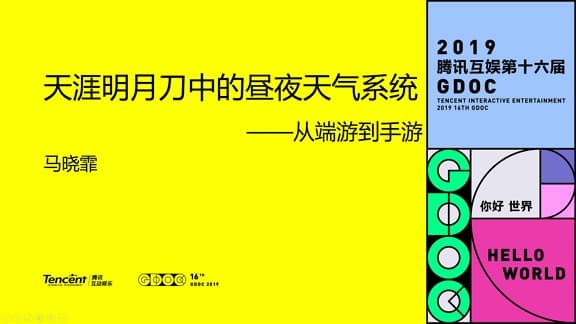 天涯明月刀中的昼夜天气系统
——从端游到手游
马晓霏
Tencent 腾讯
互动娱乐
GDOC 16TH
GDOC 2019
2019
腾讯互娱第十六届
GDOC
TENCENT INTERACTIVE ENTERTAINMENT
2019 16TH GDOC
GDOC
你好 世界
HELLO
WORLD